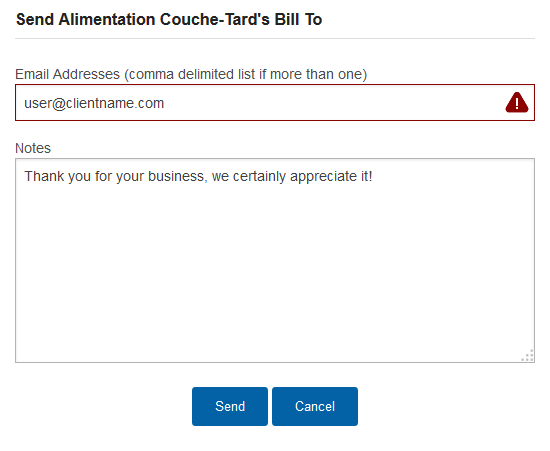 Send Alimentation Couche-Tard's Bill To
Email Addresses (comma delimited list if more than one)
user@clientname.com
Notes
Thank you for your business, we certainly appreciate it!
Send Cancel